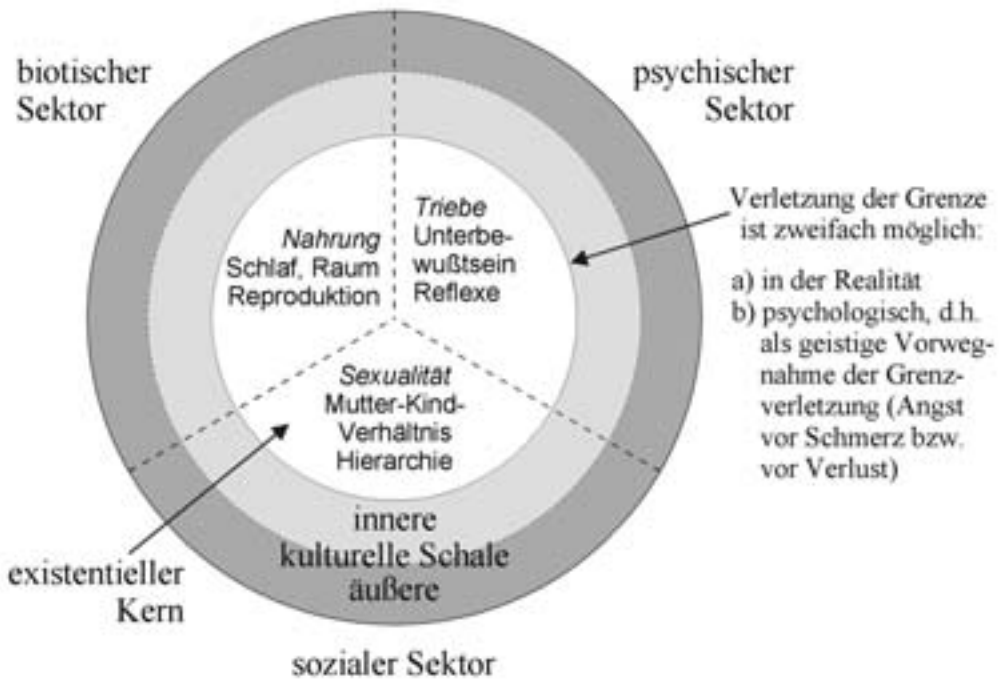 biotischer
Sektor
psychischer
Sektor
Nahrung
Schlaf, Raum
Reproduktion
Triebe
Unterbe-
wußtsein
Reflexe
Verletzung der Grenze
ist zweifach möglich:
a) in der Realität
b) psychologisch, d.h.
als geistige Vorweg-
nahme der Grenz-
verletzung (Angst
vor Schmerz bzw.
vor Verlust)
Sexualität
Mutter-Kind-
Verhältnis
Hierarchie
innere
kulturelle Schale
äußere
existentieller
Kern
sozialer Sektor